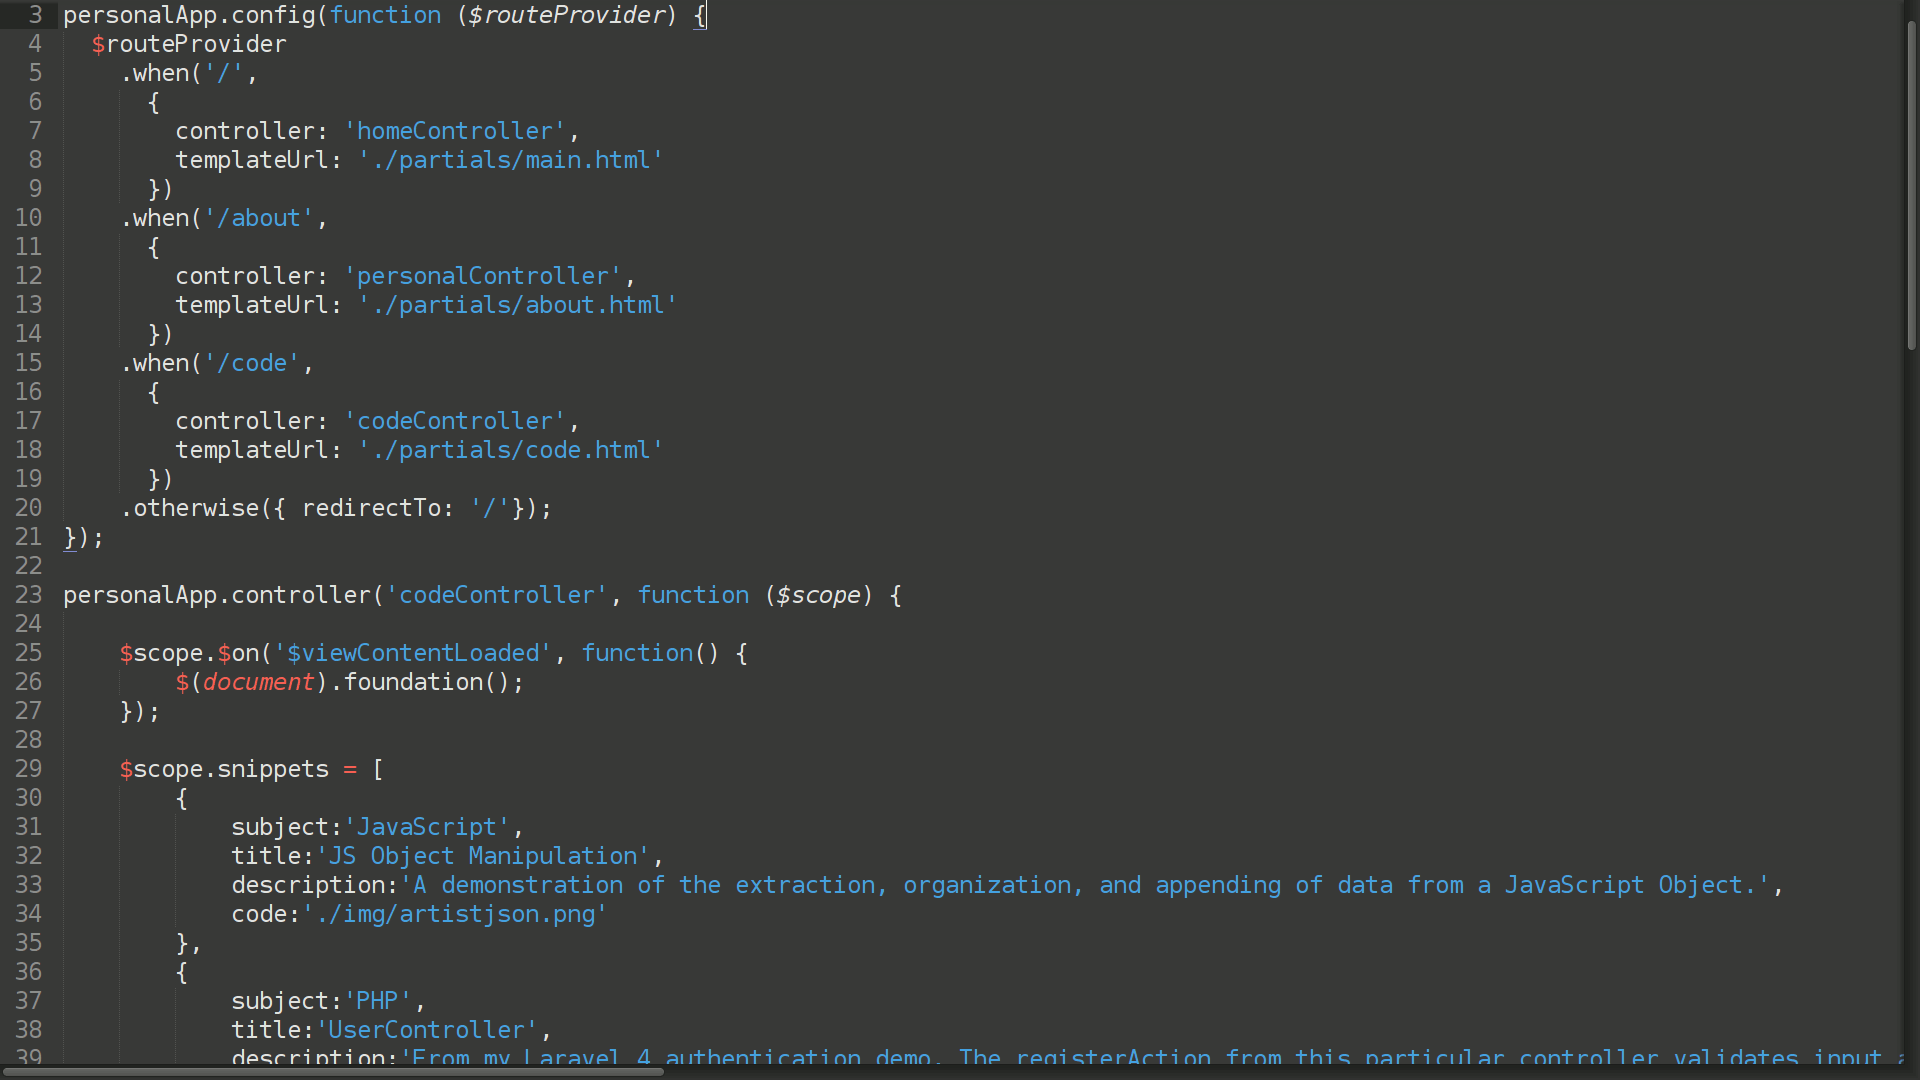 3 personalApp.config(function ($routeProvider) {
4   $routeProvider
5     .when('/',
6       {
7         controller: 'homeController',
8         templateUrl: './partials/main.html'
9       })
10     .when('/about',
11       {
12         controller: 'personalController',
13         templateUrl: './partials/about.html'
14       })
15     .when('/code',
16       {
17         controller: 'codeController',
18         templateUrl: './partials/code.html'
19       })
20     .otherwise({ redirectTo: '/'});
21 });
22
23 personalApp.controller('codeController', function ($scope) {
24
25     $scope.$on('$viewContentLoaded', function() {
26         $(document).foundation();
27     });
28
29     $scope.snippets = [
30         {
31             subject:'JavaScript',
32             title:'JS Object Manipulation',
33             description:'A demonstration of the extraction, organization, and appending of data from a JavaScript Object.',
34             code:'./img/artistjson.png'
35         },
36         {
37             subject:'PHP',
38             title:'UserController',
39             description:'From my Laravel 4 authentication demo. The registerAction from this particular controller validates input